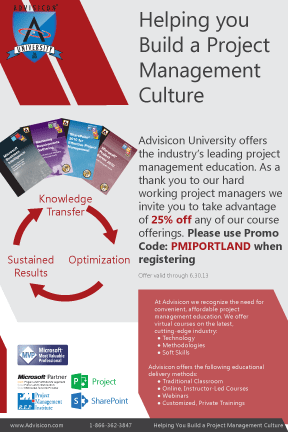 ADVISICON
UNIVERSITY
Helping you
Build a Project
Management
Culture
Advisicon University offers
the industry's leading project
management education. As a
thank you to our hard
working project managers we
invite you to take advantage
of 25% off any of our course
offerings. Please use Promo
Code: PMIPORTLAND when
registering
Offer valid through 6.30.13
Knowledge
Transfer
Sustained
Results
Optimization
At Advisicon we recognize the need for
convenient, affordable project
management education. We offer
virtual courses on the latest,
cutting-edge industry:
• Technology
• Methodologies
• Soft Skills
Advisicon offers the following educational
delivery methods:
• Traditional Classroom
• Online, Instructor-Led Courses
• Webinars
• Customized, Private Trainings
MVP
Microsoft
Most Valuable
Professional
Microsoft Partner
Project
Project
Management
Institute
SharePoint
www.Advisicon.com
1-866-362-3847
Helping You Build a Project Management Culture